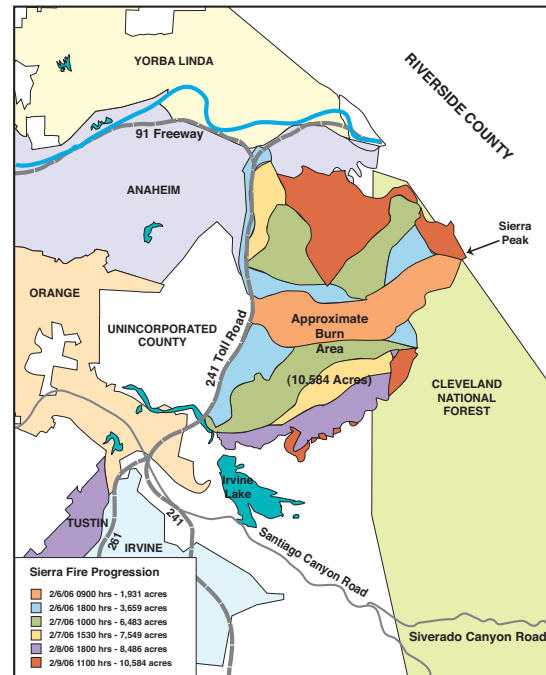 YORBA LINDA
RIVERSIDE COUNTY
91 Freeway
ANAHEIM
Sierra
Peak
ORANGE
UNINCORPORATED
COUNTY
241 Toll Road
Approximate
Burn
Area
(10,584 Acres)
CLEVELAND
NATIONAL
FOREST
Irvine
Lake
TUSTIN
261
241
IRVINE
Santiago Canyon Road
Siverado Canyon Road
Sierra Fire Progression
2/6/06 0900 hrs - 1,931 acres
2/6/06 1800 hrs - 3,659 acres
2/7/06 1000 hrs - 6,483 acres
2/7/06 1530 hrs - 7,549 acres
2/8/06 1800 hrs - 8,486 acres
2/9/06 1100 hrs - 10,584 acres